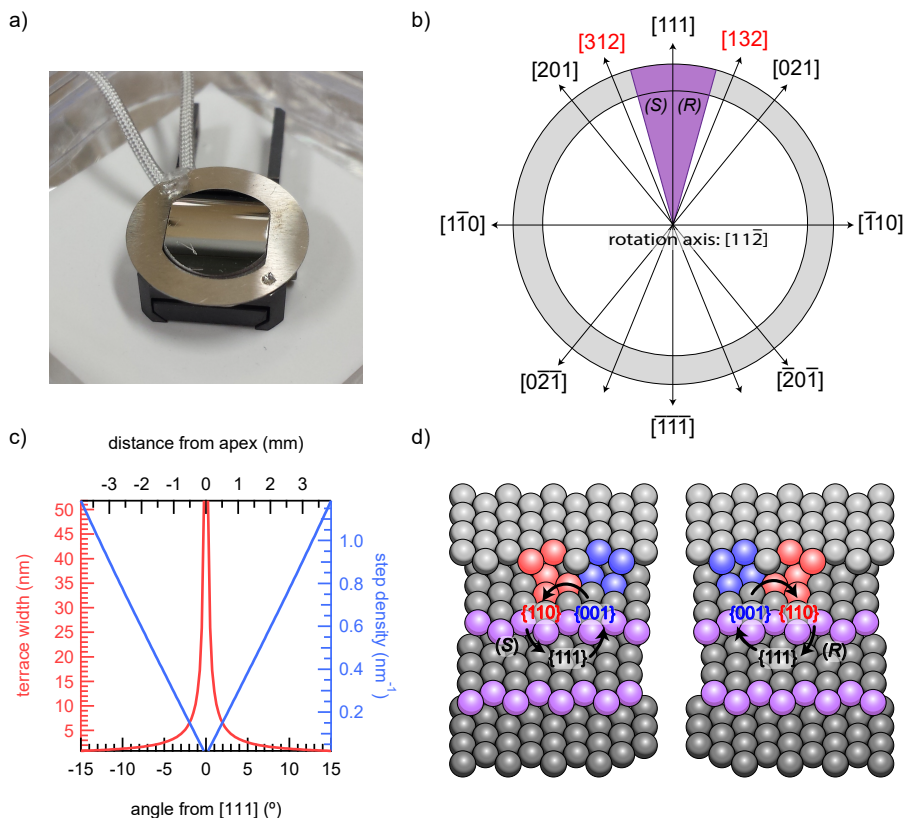 a)
b)
[111]
[312]
[132]
[201]
[021]
(S)
(R)
[11̅0]
[1̅10]
rotation axis: [112̅]
[02̅1̅]
[2̅01̅]
[1̅1̅1̅]
c)
distance from apex (mm)
-3 -2 -1 0 1 2 3
terrace width (nm)
50
45
40
35
30
25
20
15
10
5
1.0
0.8
0.6
0.4
0.2
step density (nm⁻¹)
-15 -10 -5 0 5 10 15
angle from [111] (º)
d)
{110} {001}
(S)
{111}
{001} {110}
{111}
(R)